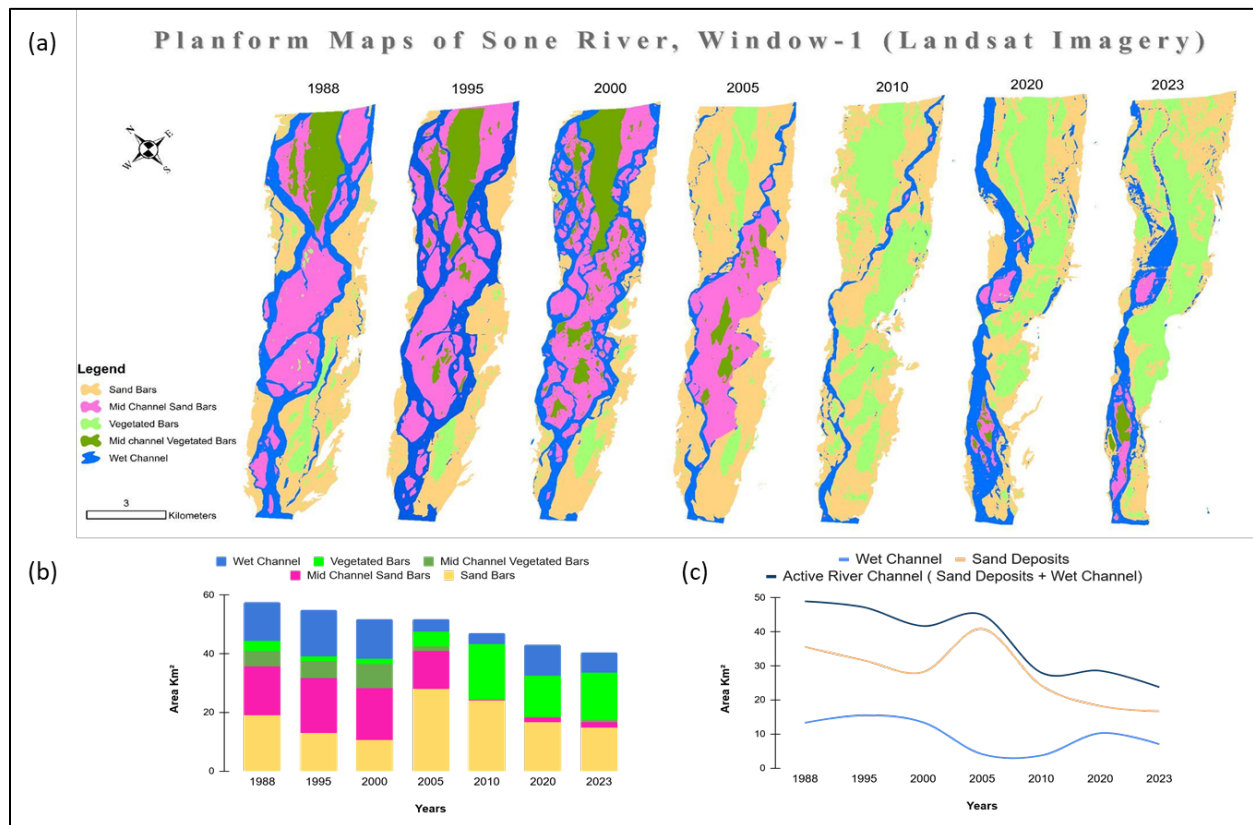 (a)
Planform Maps of Sone River, Window-1 (Landsat Imagery)
1988 1995 2000 2005 2010 2020 2023
N E
W S
Legend
Sand Bars
Mid Channel Sand Bars
Vegetated Bars
Mid channel Vegetated Bars
Wet Channel
3
Kilometers
(b)
Wet Channel Vegetated Bars Mid Channel Vegetated Bars
Mid Channel Sand Bars Sand Bars
Area Km²
60
40
20
0
1988 1995 2000 2005 2010 2020 2023
Years
(c)
Wet Channel Sand Deposits
Active River Channel ( Sand Deposits + Wet Channel)
Area Km²
50
40
30
20
10
0
1988 1995 2000 2005 2010 2020 2023
Years